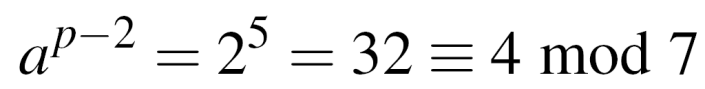 a^{p−2} = 2^5 = 32 ≡ 4 mod 7